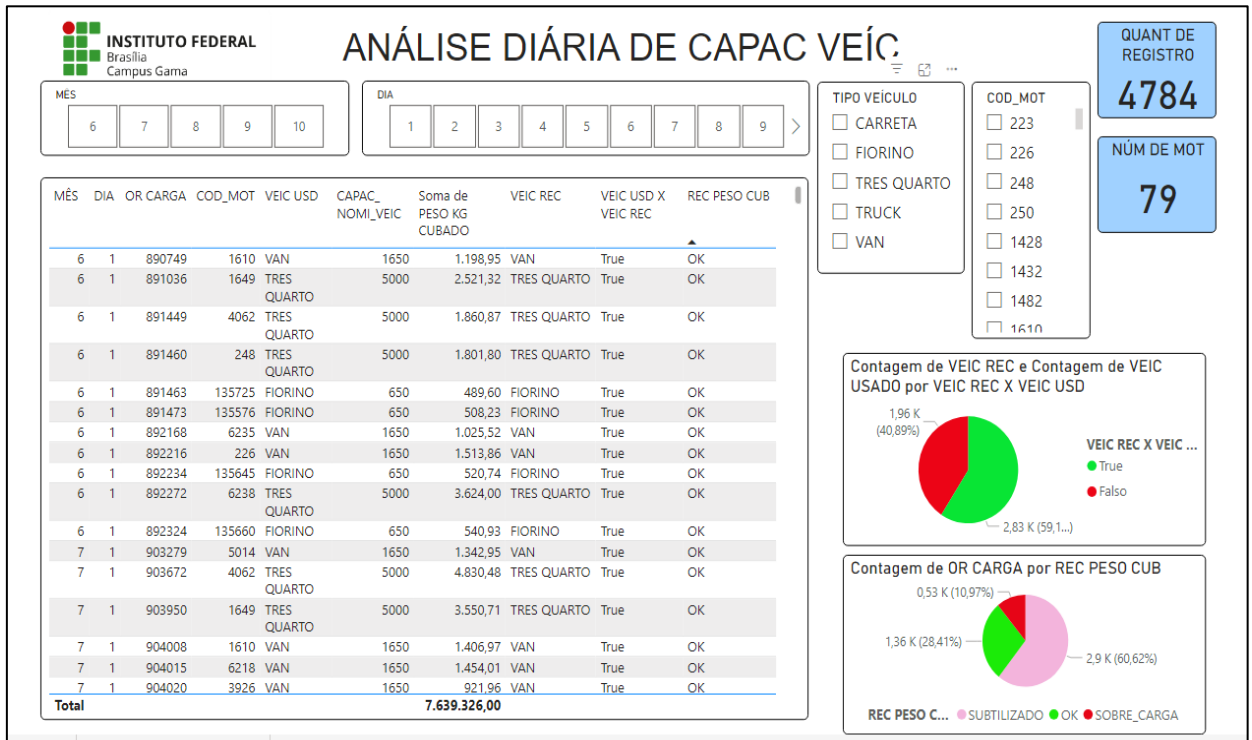 INSTITUTO FEDERAL
Brasília
Campus Gama
ANÁLISE DIÁRIA DE CAPAC VEÍC
QUANT DE
REGISTRO
4784
NÚM DE MOT
79
MÊS
6 7 8 9 10
DIA
1 2 3 4 5 6 7 8 9
TIPO VEÍCULO
CARRETA
FIORINO
TRES QUARTO
TRUCK
VAN
COD_MOT
223
226
248
250
1428
1432
1482
1610
MÊS DIA OR CARGA COD_MOT VEIC USD CAPAC_ Soma de VEIC REC VEIC USD X REC PESO CUB
NOMI_VEIC PESO KG VEIC REC
CUBADO
6 1 890749 1610 VAN 1650 1.198,95 VAN True OK
6 1 891036 1649 TRES 5000 2.521,32 TRES QUARTO True OK
QUARTO
6 1 891449 4062 TRES 5000 1.860,87 TRES QUARTO True OK
QUARTO
6 1 891460 248 TRES 5000 1.801,80 TRES QUARTO True OK
QUARTO
6 1 891463 135725 FIORINO 650 489,60 FIORINO True OK
6 1 891473 135576 FIORINO 650 508,23 FIORINO True OK
6 1 892168 6235 VAN 1650 1.025,52 VAN True OK
6 1 892216 226 VAN 1650 1.513,86 VAN True OK
6 1 892234 135645 FIORINO 650 520,74 FIORINO True OK
6 1 892272 6238 TRES 5000 3.624,00 TRES QUARTO True OK
QUARTO
6 1 892324 135660 FIORINO 650 540,93 FIORINO True OK
7 1 903279 5014 VAN 1650 1.342,95 VAN True OK
7 1 903672 4062 TRES 5000 4.830,48 TRES QUARTO True OK
QUARTO
7 1 903950 1649 TRES 5000 3.550,71 TRES QUARTO True OK
QUARTO
7 1 904008 1610 VAN 1650 1.406,97 VAN True OK
7 1 904015 6218 VAN 1650 1.454,01 VAN True OK
7 1 904020 3926 VAN 1650 921,96 VAN True OK
Total 7.639.326,00
Contagem de VEIC REC e Contagem de VEIC
USADO por VEIC REC X VEIC USD
1,96 K
(40,89%)
VEIC REC X VEIC ...
True
Falso
2,83 K (59,1...)
Contagem de OR CARGA por REC PESO CUB
0,53 K (10,97%)
1,36 K (28,41%)
2,9 K (60,62%)
REC PESO C... SUBTILIZADO OK SOBRE_CARGA